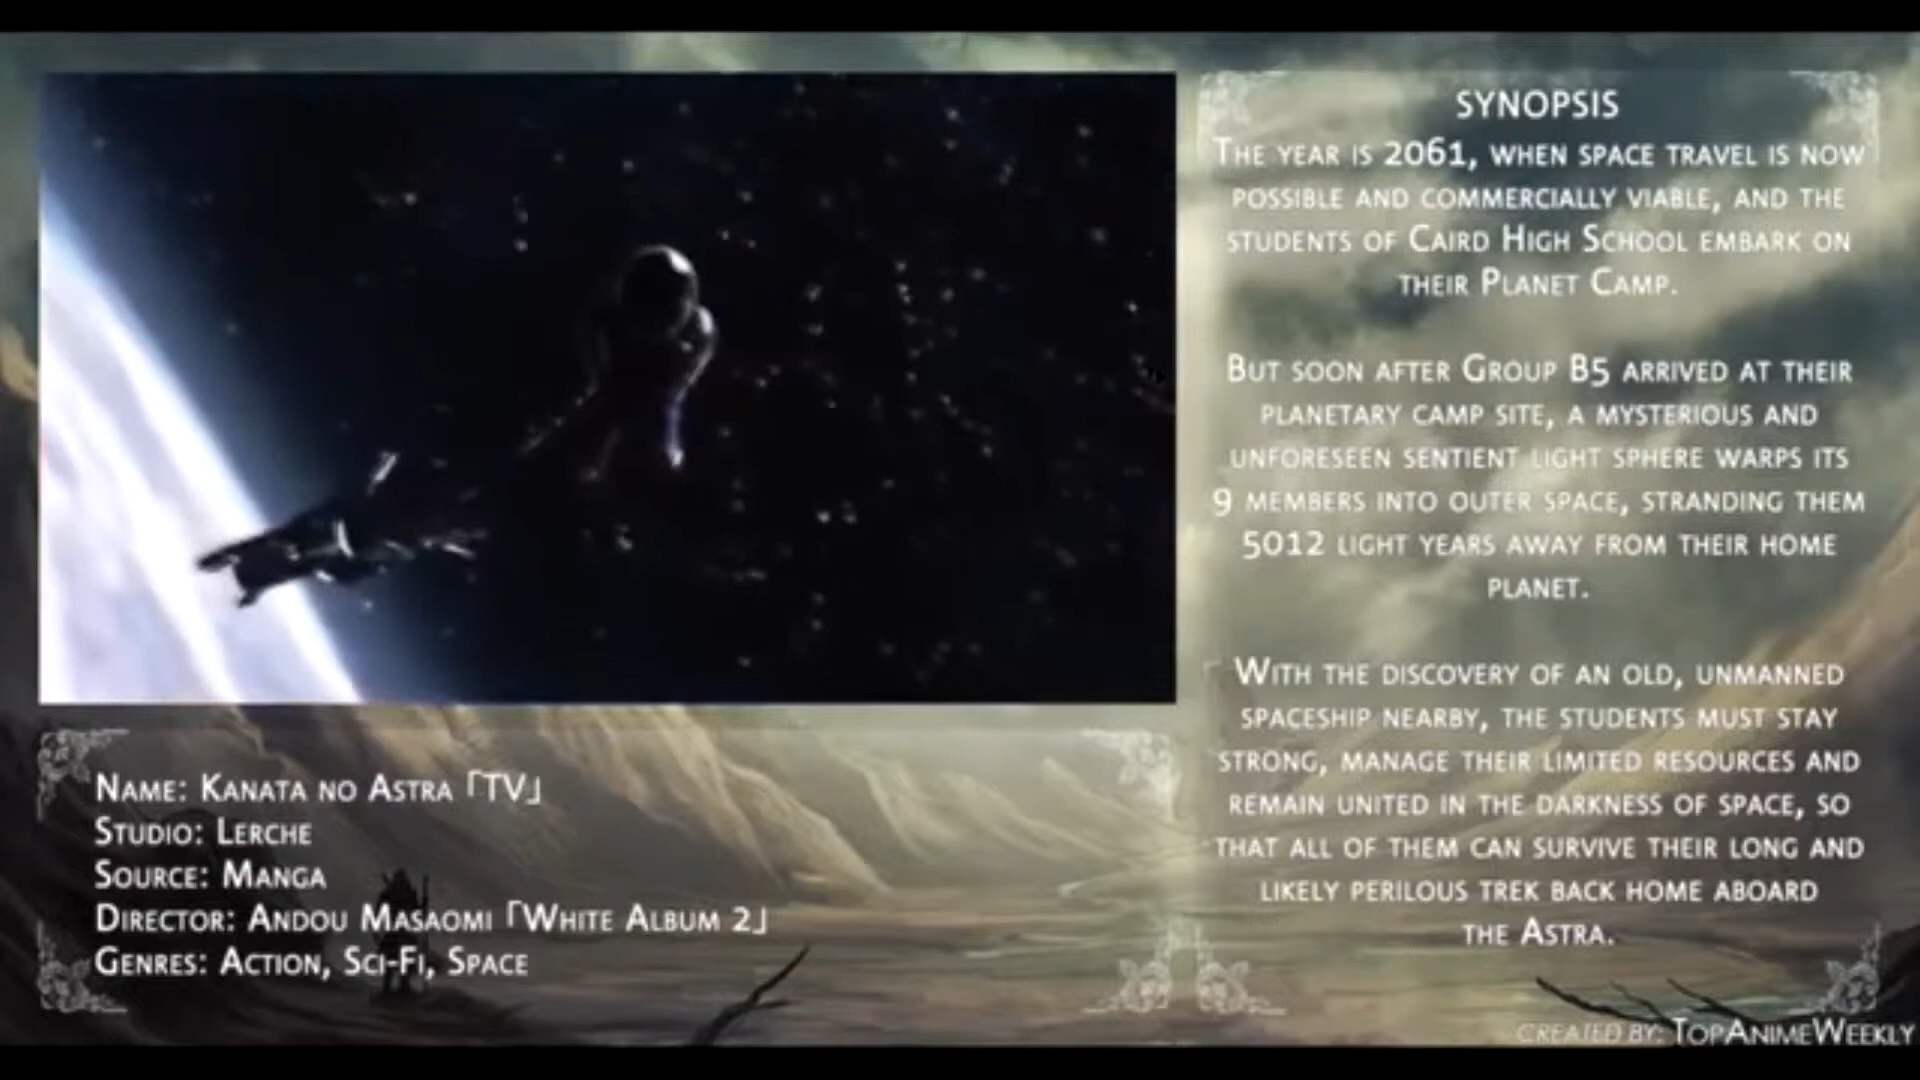 SYNOPSIS
THE YEAR IS 2061, WHEN SPACE TRAVEL IS NOW
POSSIBLE AND COMMERCIALLY VIABLE, AND THE
STUDENTS OF CAIRD HIGH SCHOOL EMBARK ON
THEIR PLANET CAMP.
BUT SOON AFTER GROUP B5 ARRIVED AT THEIR
PLANETARY CAMP SITE, A MYSTERIOUS AND
UNFORESEEN SENTIENT LIGHT SPHERE WARPS ITS
9 MEMBERS INTO OUTER SPACE, STRANDING THEM
5012 LIGHT YEARS AWAY FROM THEIR HOME
PLANET.
WITH THE DISCOVERY OF AN OLD, UNMANNED
SPACESHIP NEARBY, THE STUDENTS MUST STAY
STRONG, MANAGE THEIR LIMITED RESOURCES AND
REMAIN UNITED IN THE DARKNESS OF SPACE, SO
THAT ALL OF THEM CAN SURVIVE THEIR LONG AND
LIKELY PERILOUS TREK BACK HOME ABOARD
THE ASTRA.
NAME: KANATA NO ASTRA「TV」
STUDIO: LERCHE
SOURCE: MANGA
DIRECTOR: ANDOU MASAOMI「WHITE ALBUM 2」
GENRES: ACTION, SCI-FI, SPACE
CREATED BY: TOPANIMEWEEKLY